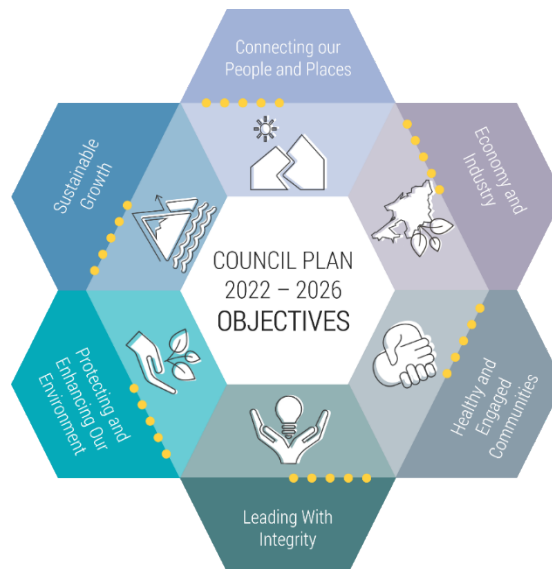 COUNCIL PLAN
2022 – 2026
OBJECTIVES
Connecting our
People and Places
Economy and
Industry
Healthy and
Engaged
Communities
Leading With
Integrity
Protecting and
Enhancing Our
Environment
Sustainable
Growth